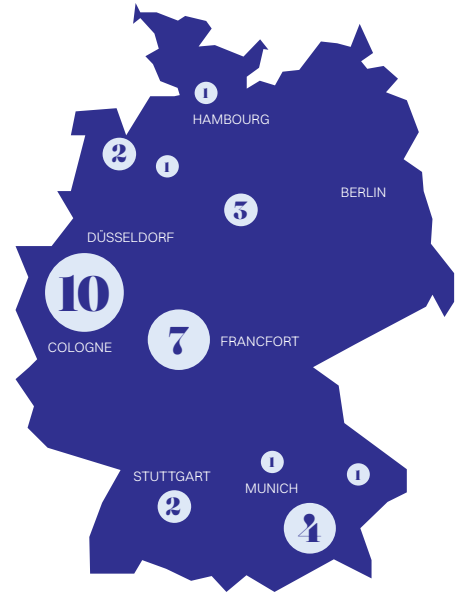 1
HAMBOURG
2
1
BERLIN
3
DÜSSELDORF
10
7
FRANCFORT
COLOGNE
1
STUTTGART
1
MUNICH
2
4